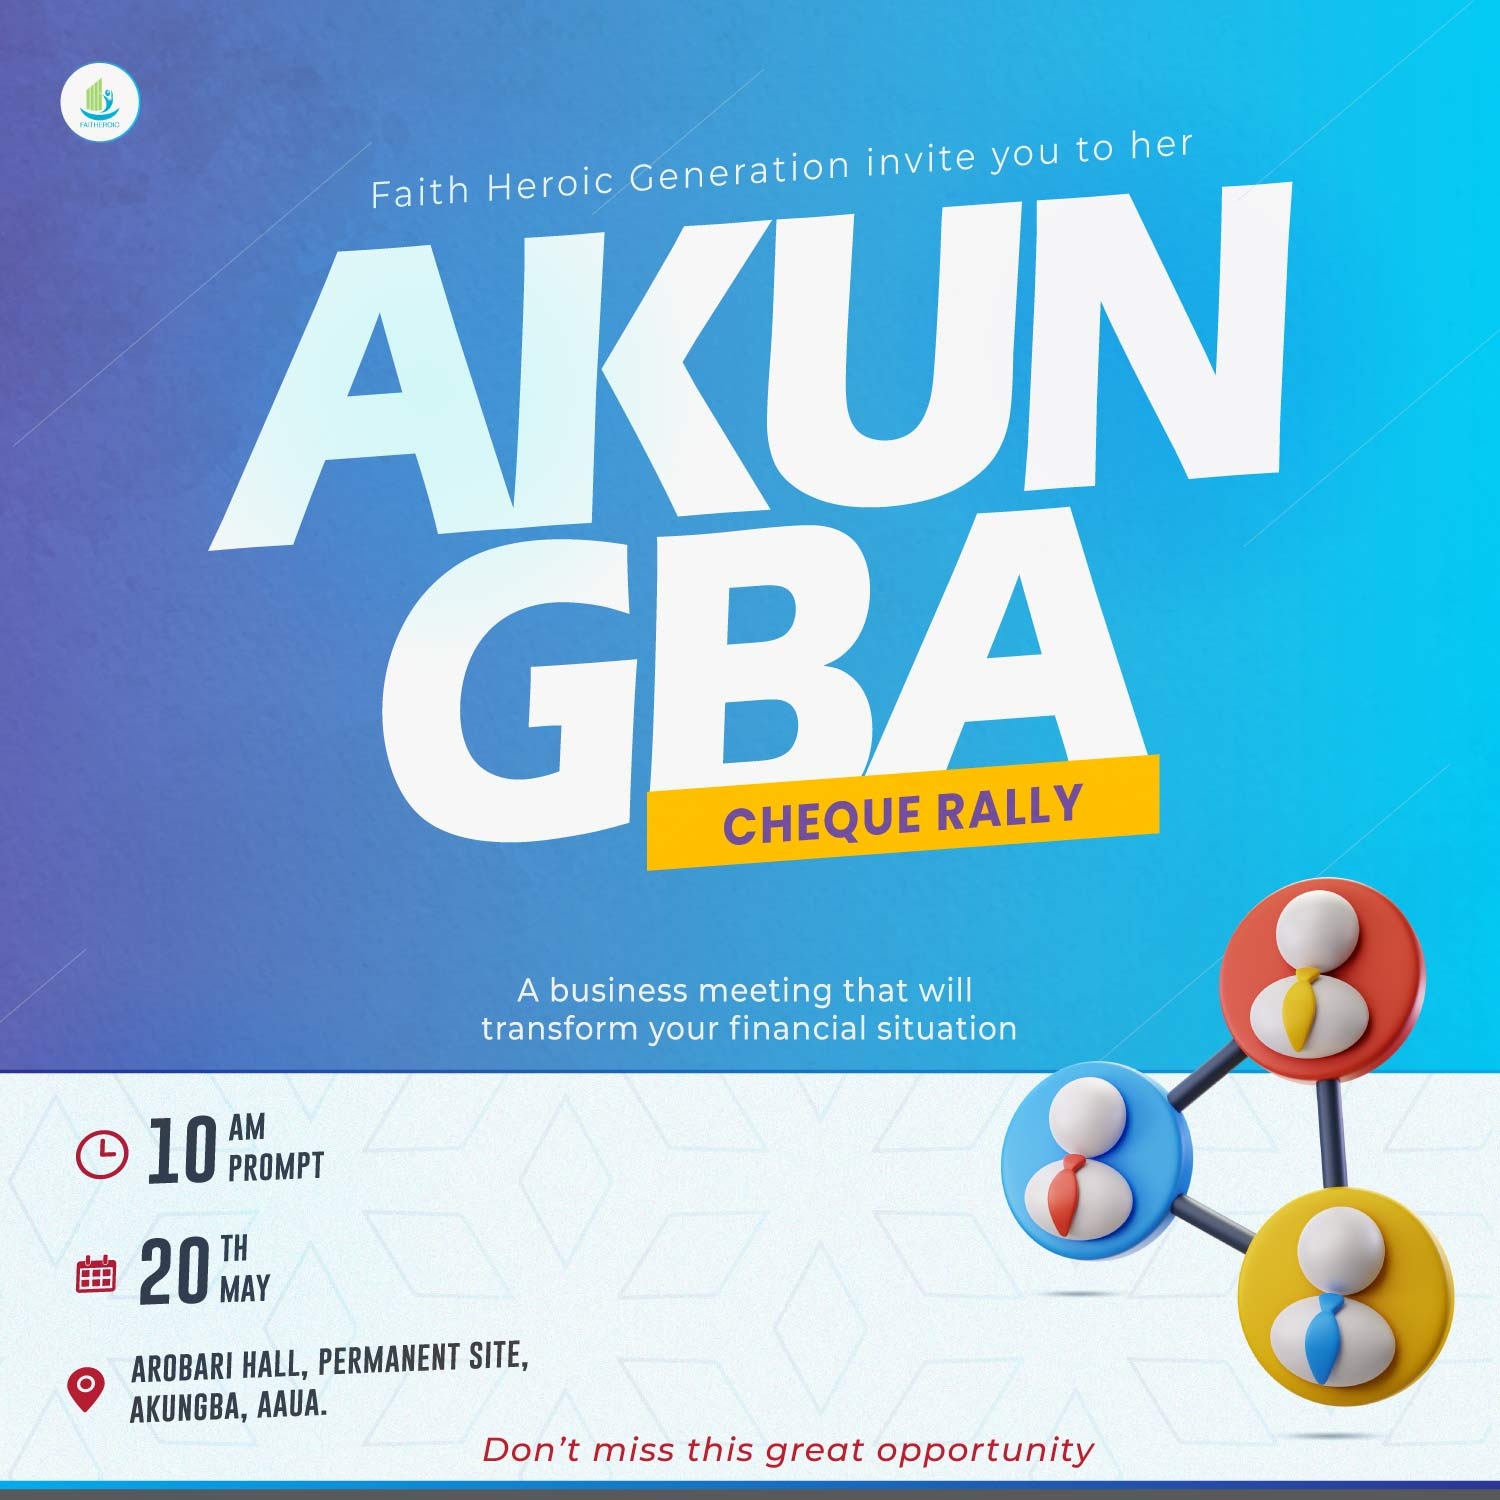 FAITHEROIC
Faith Heroic Generation invite you to her
AKUN
GBA
CHEQUE RALLY
A business meeting that will
transform your financial situation
10 AM
PROMPT
20 TH
MAY
AROBARI HALL, PERMANENT SITE,
AKUNGBA, AAUA.
Don't miss this great opportunity